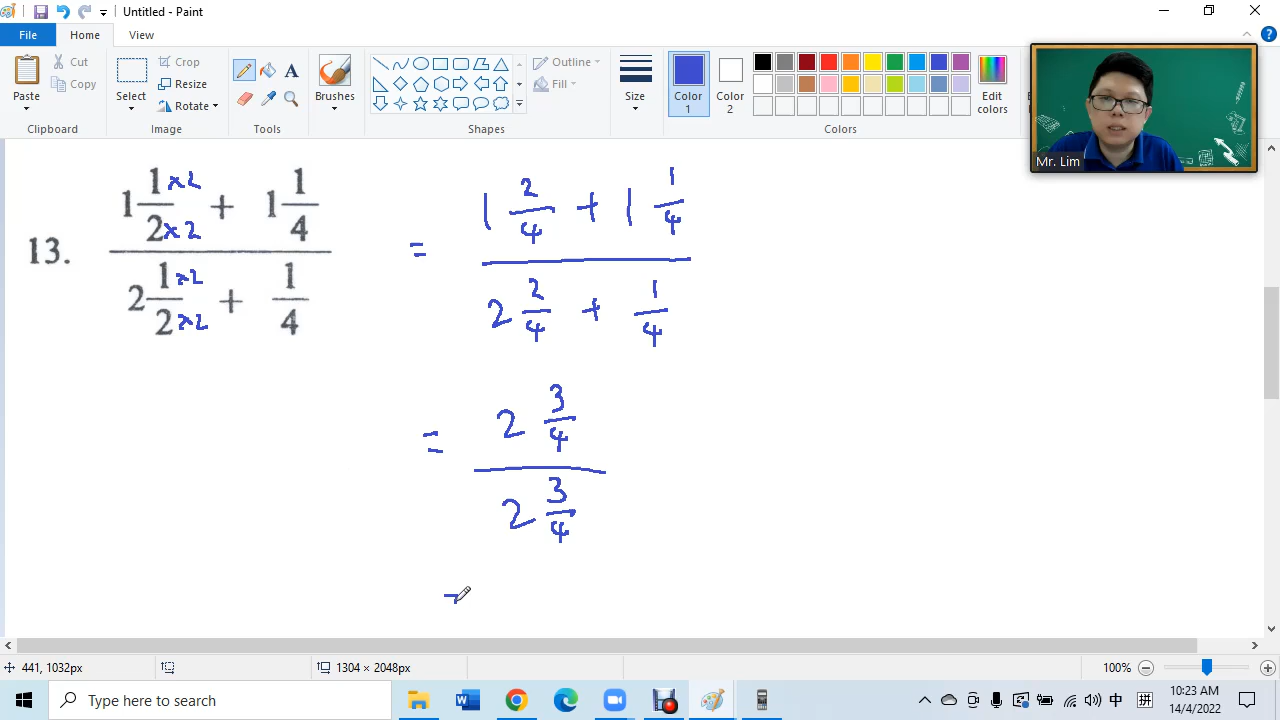 Untitled - Paint
File Home View
Paste Cut Copy Clipboard
Select Crop Resize Rotate Image
A Tools
Brushes
Outline Fill Shapes
Size
Color 1 Color 2 Edit colors Colors
Mr. Lim
13. (1 1/2 ×2 ×2 + 1 1/4) / (2 1/2 ×2 ×2 + 1/4) = (1 2/4 + 1 1/4) / (2 2/4 + 1/4)
= (2 3/4) / (2 3/4)
441, 1032px 1304 × 2048px 100%
Type here to search 中 拼 10:23 AM
14/4/2022